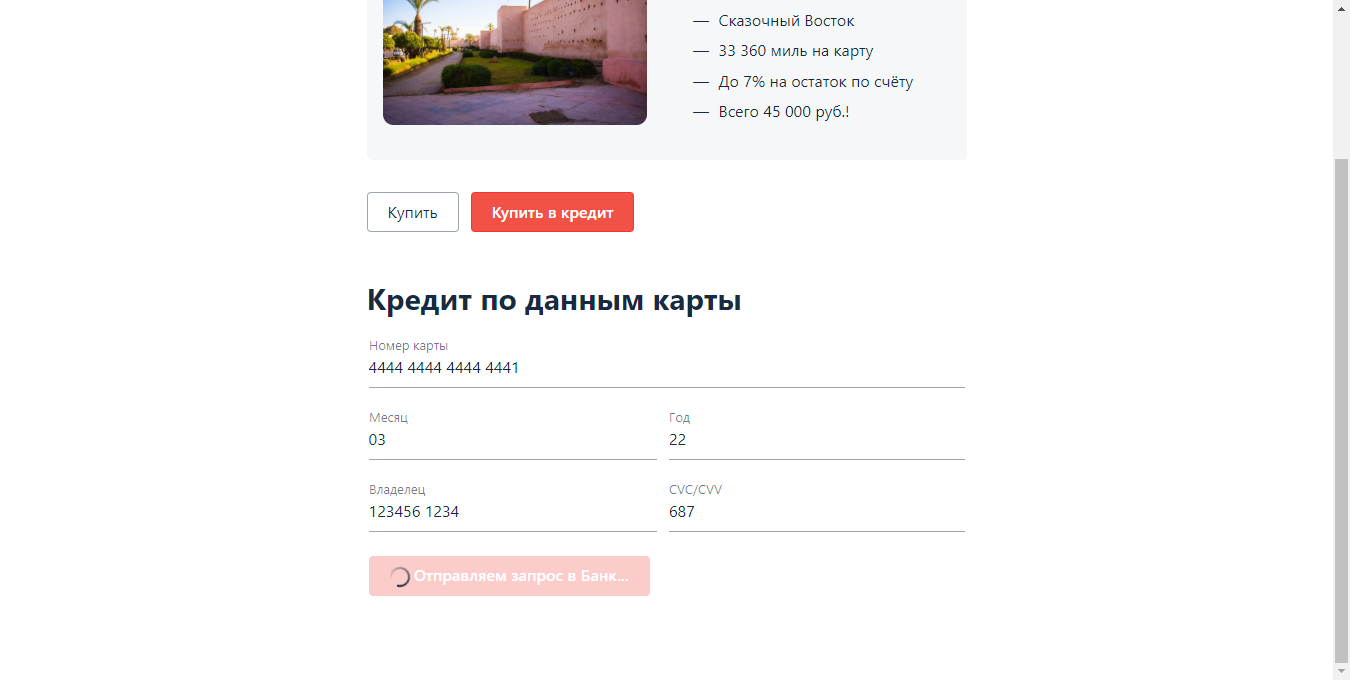 — Сказочный Восток
— 33 360 миль на карту
— До 7% на остаток по счёту
— Всего 45 000 руб.!
Купить Купить в кредит
Кредит по данным карты
Номер карты
4444 4444 4444 4441
Месяц Год
03 22
Владелец CVC/CVV
123456 1234 687
Отправляем запрос в Банк...